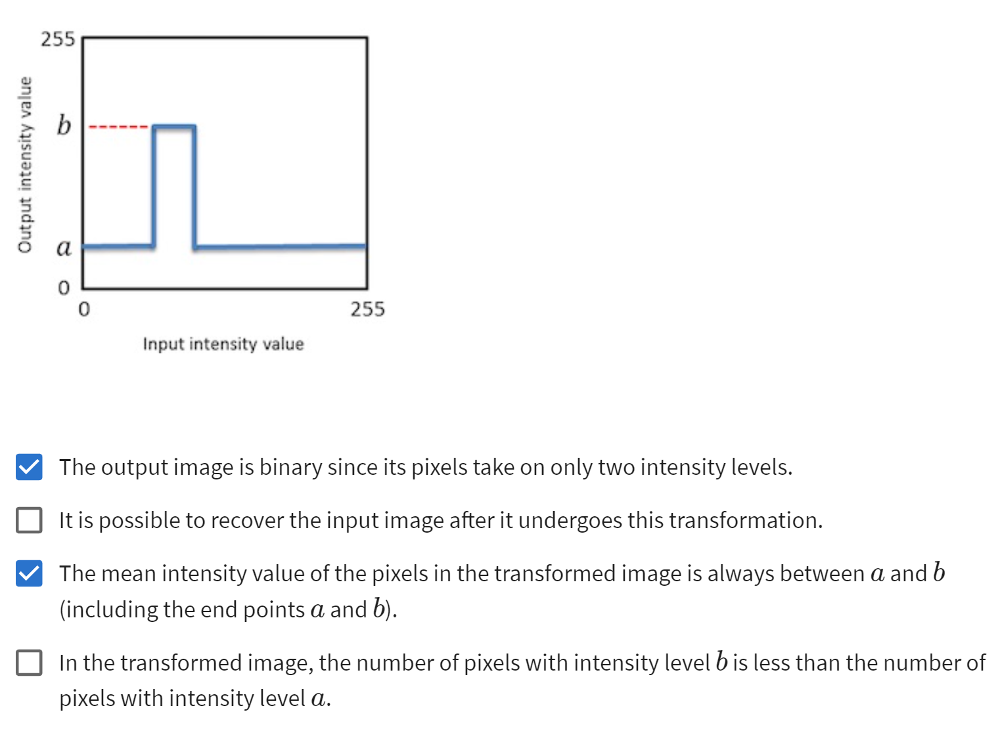 255
Output intensity value
b
a
0
0
255
Input intensity value
The output image is binary since its pixels take on only two intensity levels.
It is possible to recover the input image after it undergoes this transformation.
The mean intensity value of the pixels in the transformed image is always between a and b
(including the end points a and b).
In the transformed image, the number of pixels with intensity level b is less than the number of
pixels with intensity level a.